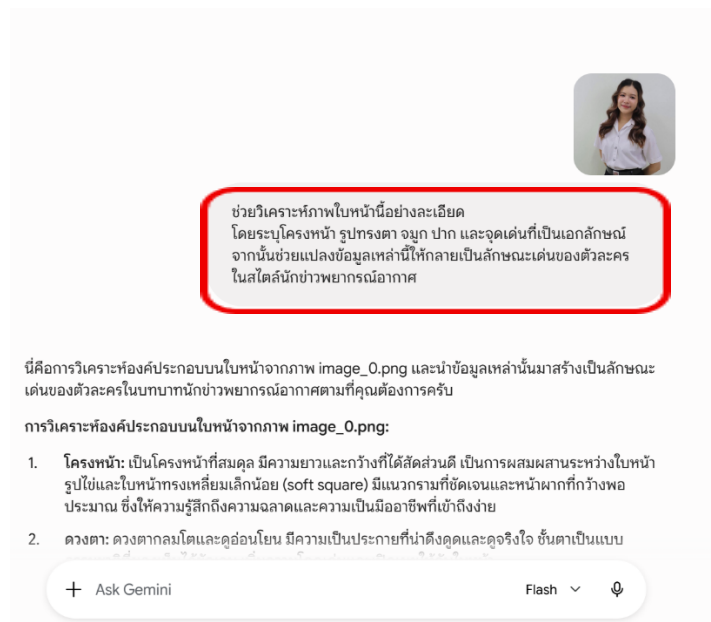 ช่วยวิเคราะห์ภาพใบหน้านี้อย่างละเอียด
โดยระบุโครงหน้า รูปทรงตา จมูก ปาก และจุดเด่นที่เป็นเอกลักษณ์
จากนั้นช่วยแปลงข้อมูลเหล่านี้ให้กลายเป็นลักษณะเด่นของตัวละคร
ในสไตล์นักข่าวพยากรณ์อากาศ
นี่คือการวิเคราะห์องค์ประกอบบนใบหน้าจากภาพ image_0.png และนำข้อมูลเหล่านั้นมาสร้างเป็นลักษณะ
เด่นของตัวละครในบทบาทนักข่าวพยากรณ์อากาศตามที่คุณต้องการครับ
การวิเคราะห์องค์ประกอบบนใบหน้าจากภาพ image_0.png:
1. โครงหน้า: เป็นโครงหน้าที่สมดุล มีความยาวและกว้างที่ได้สัดส่วนดี เป็นการผสมผสานระหว่างใบหน้า
รูปไข่และใบหน้าทรงเหลี่ยมเล็กน้อย (soft square) มีแนวกรามที่ชัดเจนและหน้าผากที่กว้างพอ
ประมาณ ซึ่งให้ความรู้สึกถึงความฉลาดและความเป็นมืออาชีพที่เข้าถึงง่าย
2. ดวงตา: ดวงตากลมโตและดูอ่อนโยน มีความเป็นประกายที่น่าดึงดูดและดูจริงใจ ชั้นตาเป็นแบบ
Ask Gemini
Flash